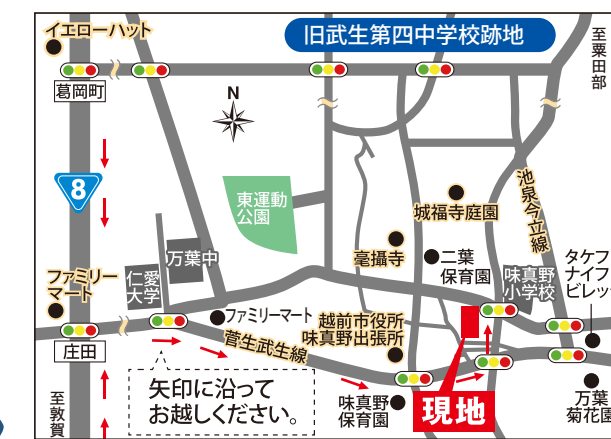 イエローハット
旧武生第四中学校跡地
至粟田部
葛岡町
N
8
東運動
公園
城福寺庭園
池泉今立線
万葉中
仁愛
大学
毫攝寺
二葉
保育園
味真野
小学校
タケフ
ナイフ
ビレッ
ファミリー
マート
ファミリーマート
越前市役所
味真野出張所
庄田
菅生武生線
至敦賀
矢印に沿って
お越しください。
味真野
保育園
現地
万葉
菊花園